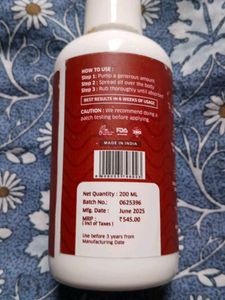 HOW TO USE :
Step 1 : Pump a generous amount
Step 2 : Spread all over the body.
Step 3 : Rub thoroughly until absorbed
BEST RESULTS IN 6 WEEKS OF USAGE
CAUTION : We recommend doing a
patch testing before applying.
FDA
ISO
MADE IN INDIA
Net Quantity : 200 ML
Batch No.: 0625396
Mfg. Date : June 2025
MRP : ₹545.00
( Incl of Taxes )
Use before 3 years from
Manufacturing Date